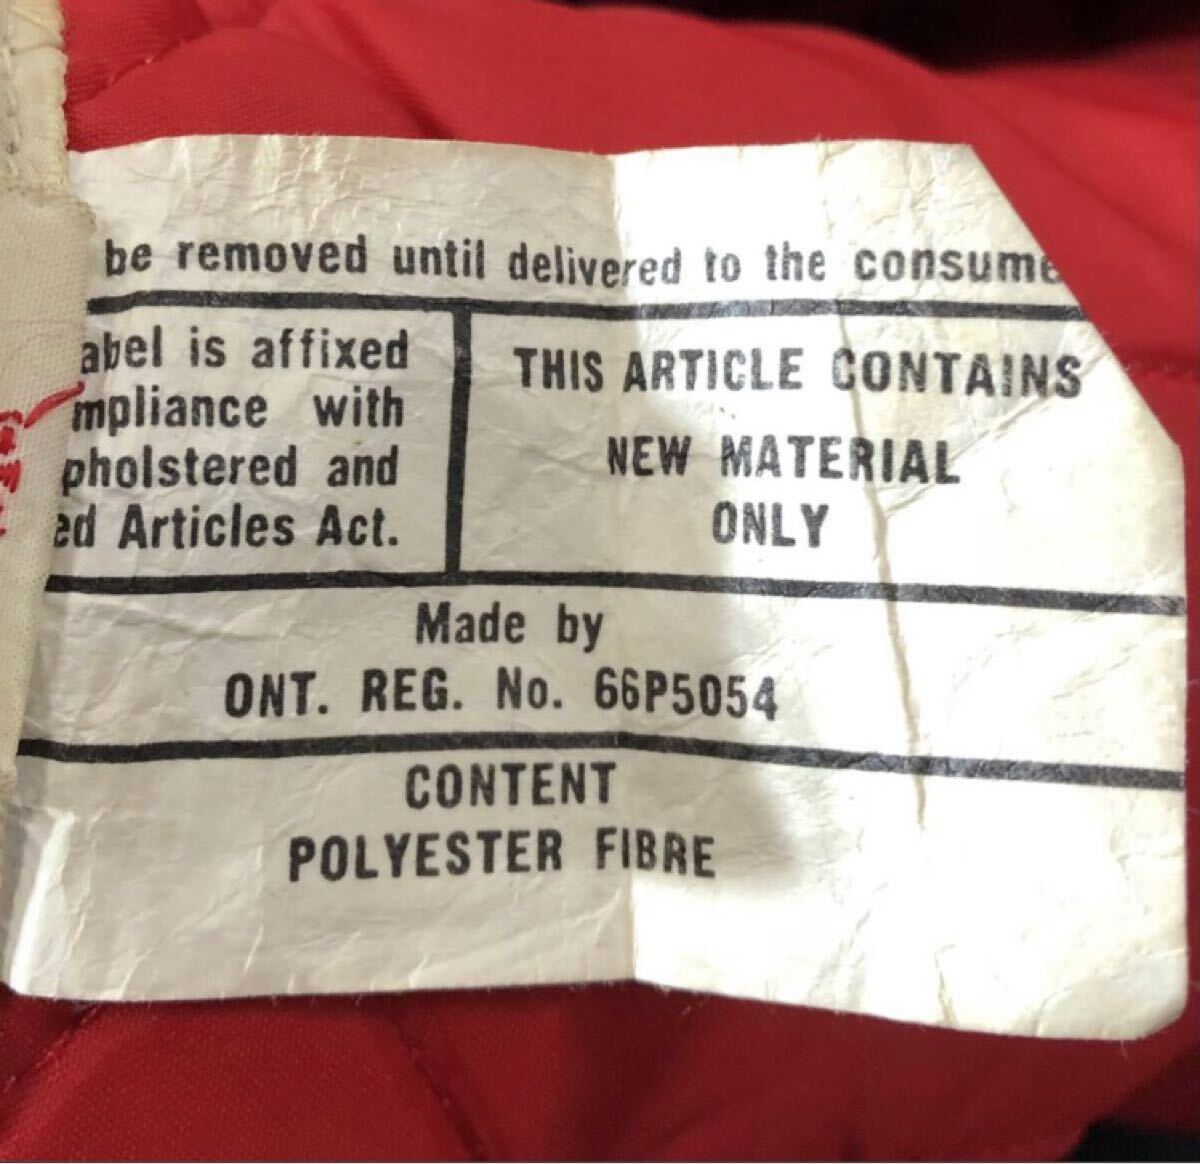 be removed until delivered to the consume
abel is affixed
mpliance with
pholstered and
ed Articles Act.
THIS ARTICLE CONTAINS
NEW MATERIAL
ONLY
Made by
ONT. REG. No. 66P5054
CONTENT
POLYESTER FIBRE